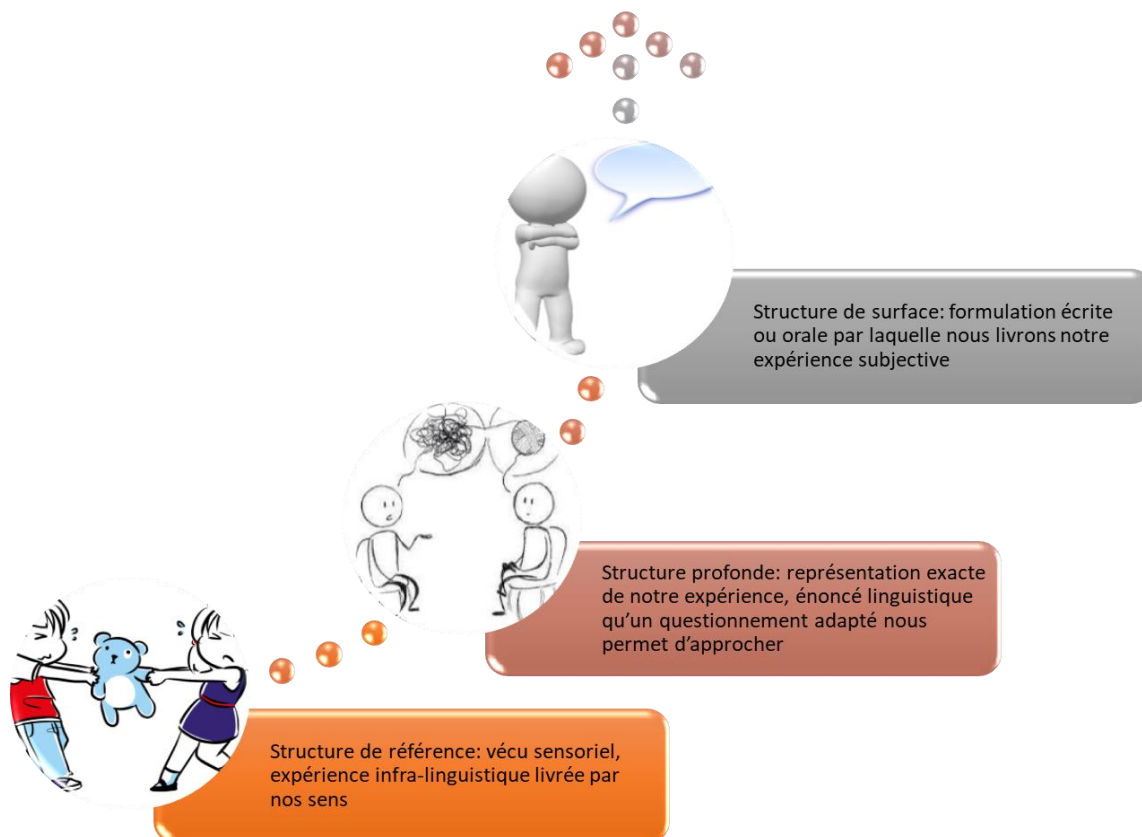 Structure de surface: formulation écrite
ou orale par laquelle nous livrons notre
expérience subjective
Structure profonde: représentation exacte
de notre expérience, énoncé linguistique
qu’un questionnement adapté nous
permet d’approcher
Structure de référence: vécu sensoriel,
expérience infra-linguistique livrée par
nos sens